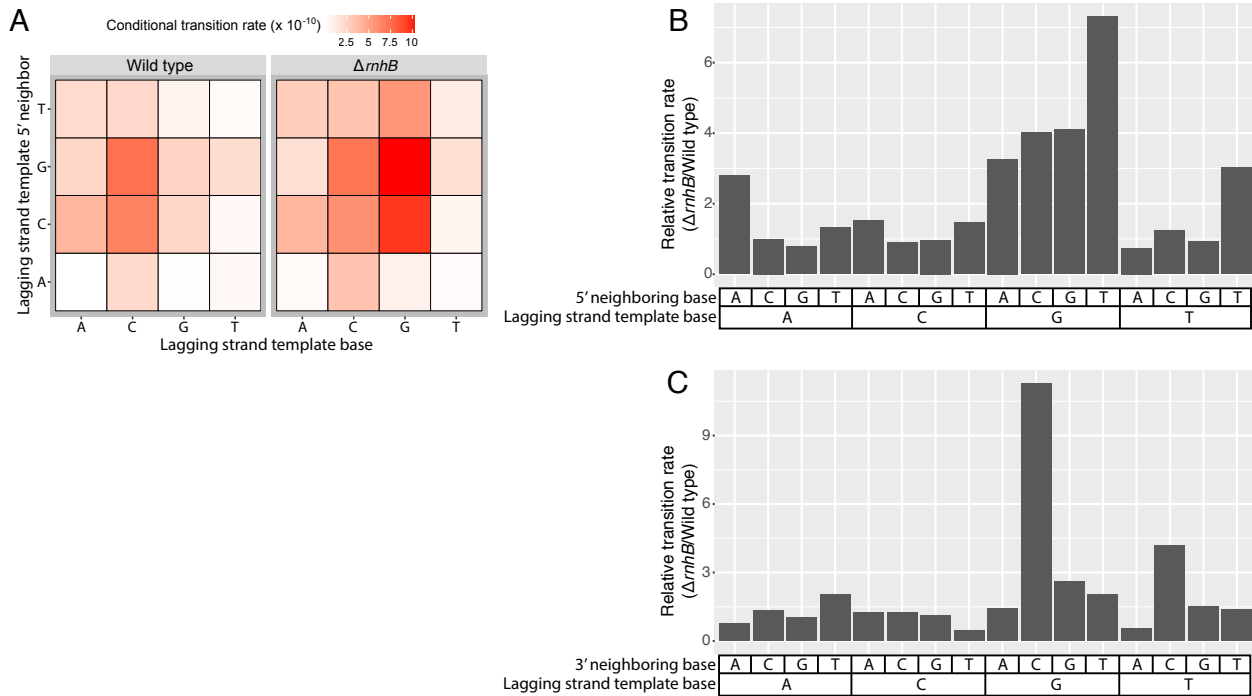 A
Conditional transition rate (x 10⁻¹⁰)
2.5 5 7.5 10
Wild type
ΔrnhB
Lagging strand template 5′ neighbor
T
G
C
A
A C G T
A C G T
Lagging strand template base
B
Relative transition rate
(ΔrnhB/Wild type)
6
4
2
0
5′ neighboring base
A C G T A C G T A C G T A C G T
Lagging strand template base
A C G T
C
Relative transition rate
(ΔrnhB/Wild type)
9
6
3
0
3′ neighboring base
A C G T A C G T A C G T A C G T
Lagging strand template base
A C G T